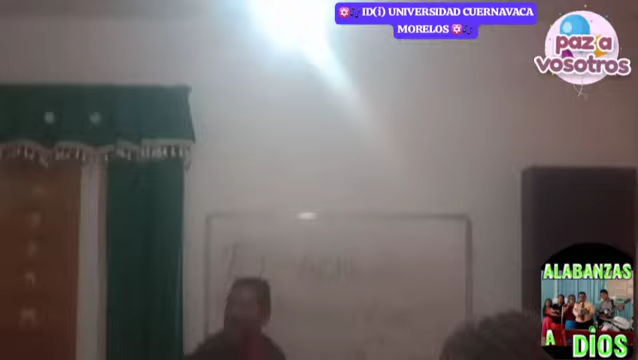 ID(i) UNIVERSIDAD CUERNAVACA
MORELOS
paz a
vosotros
ALABANZAS
A DiOS